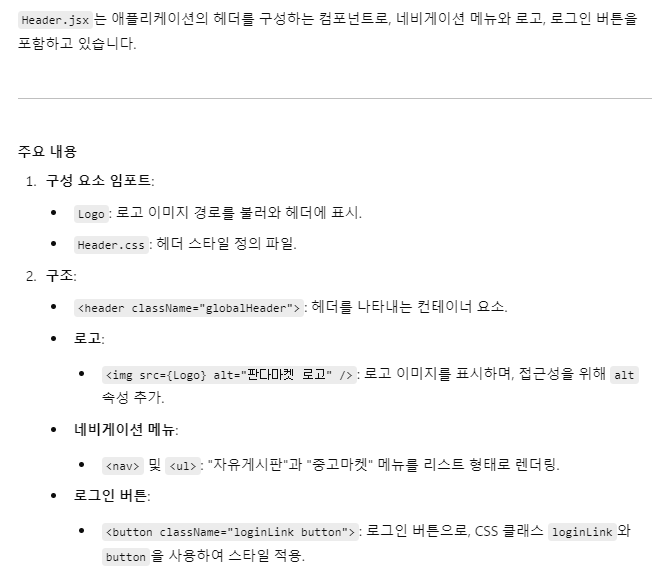 Header.jsx 는 애플리케이션의 헤더를 구성하는 컴포넌트로, 네비게이션 메뉴와 로고, 로그인 버튼을
포함하고 있습니다.
주요 내용
1. 구성 요소 임포트:
• Logo : 로고 이미지 경로를 불러와 헤더에 표시.
• Header.css : 헤더 스타일 정의 파일.
2. 구조:
• <header className="globalHeader"> : 헤더를 나타내는 컨테이너 요소.
• 로고:
• <img src={Logo} alt="판다마켓 로고" /> : 로고 이미지를 표시하며, 접근성을 위해 alt
속성 추가.
• 네비게이션 메뉴:
• <nav> 및 <ul> : "자유게시판"과 "중고마켓" 메뉴를 리스트 형태로 렌더링.
• 로그인 버튼:
• <button className="loginLink button"> : 로그인 버튼으로, CSS 클래스 loginLink 와
button 을 사용하여 스타일 적용.